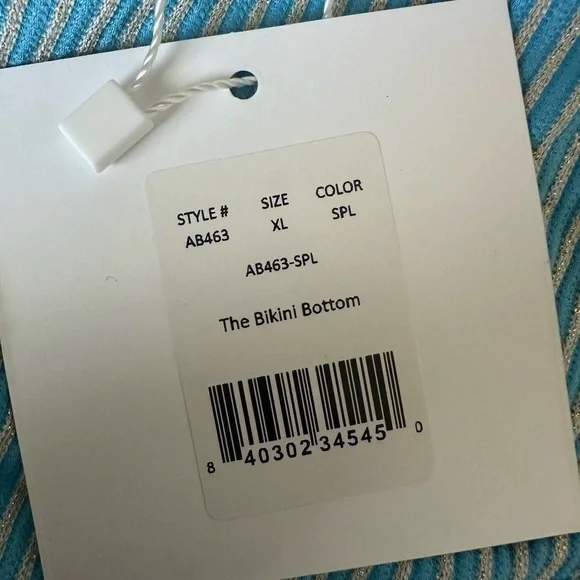 STYLE # SIZE COLOR
AB463 XL SPL
AB463-SPL
The Bikini Bottom
8 40302 34545 0